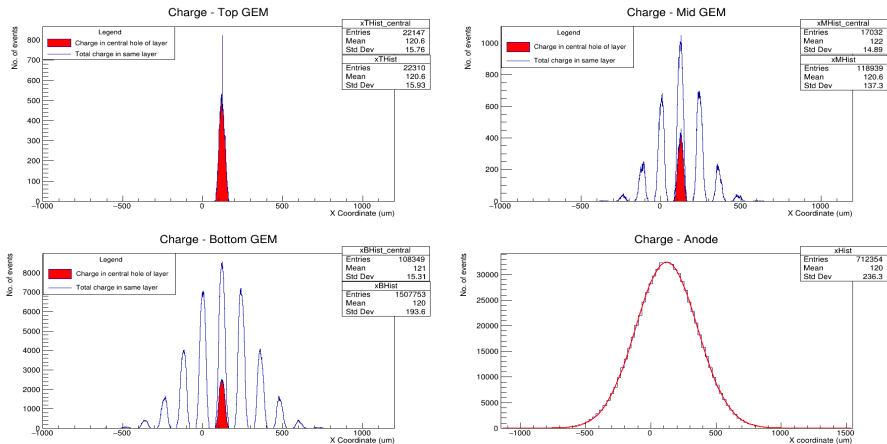 Charge - Top GEM
No. of events
Legend
Charge in central hole of layer
Total charge in same layer
xTHist_central
Entries 22147
Mean 120.6
Std Dev 15.76
xTHist
Entries 22310
Mean 120.6
Std Dev 15.93
800
700
600
500
400
300
200
100
0
−1000 −500 0 500 1000
X Coordinate (um)
Charge - Mid GEM
No. of events
Legend
Charge in central hole of layer
Total charge in same layer
xMHist_central
Entries 17032
Mean 122
Std Dev 14.89
xMHist
Entries 118939
Mean 120.6
Std Dev 137.3
1000
800
600
400
200
0
−1000 −500 0 500 1000
X Coordinate (um)
Charge - Bottom GEM
No. of events
Legend
Charge in central hole of layer
Total charge in same layer
xBHist_central
Entries 108349
Mean 121
Std Dev 15.31
xBHist
Entries 1507753
Mean 120
Std Dev 193.6
8000
7000
6000
5000
4000
3000
2000
1000
0
−1000 −500 0 500 1000
X Coordinate (um)
Charge - Anode
No. of events
xHist
Entries 712354
Mean 120
Std Dev 236.3
30000
25000
20000
15000
10000
5000
0
−1000 −500 0 500 1000 1500
X coordinate (um)